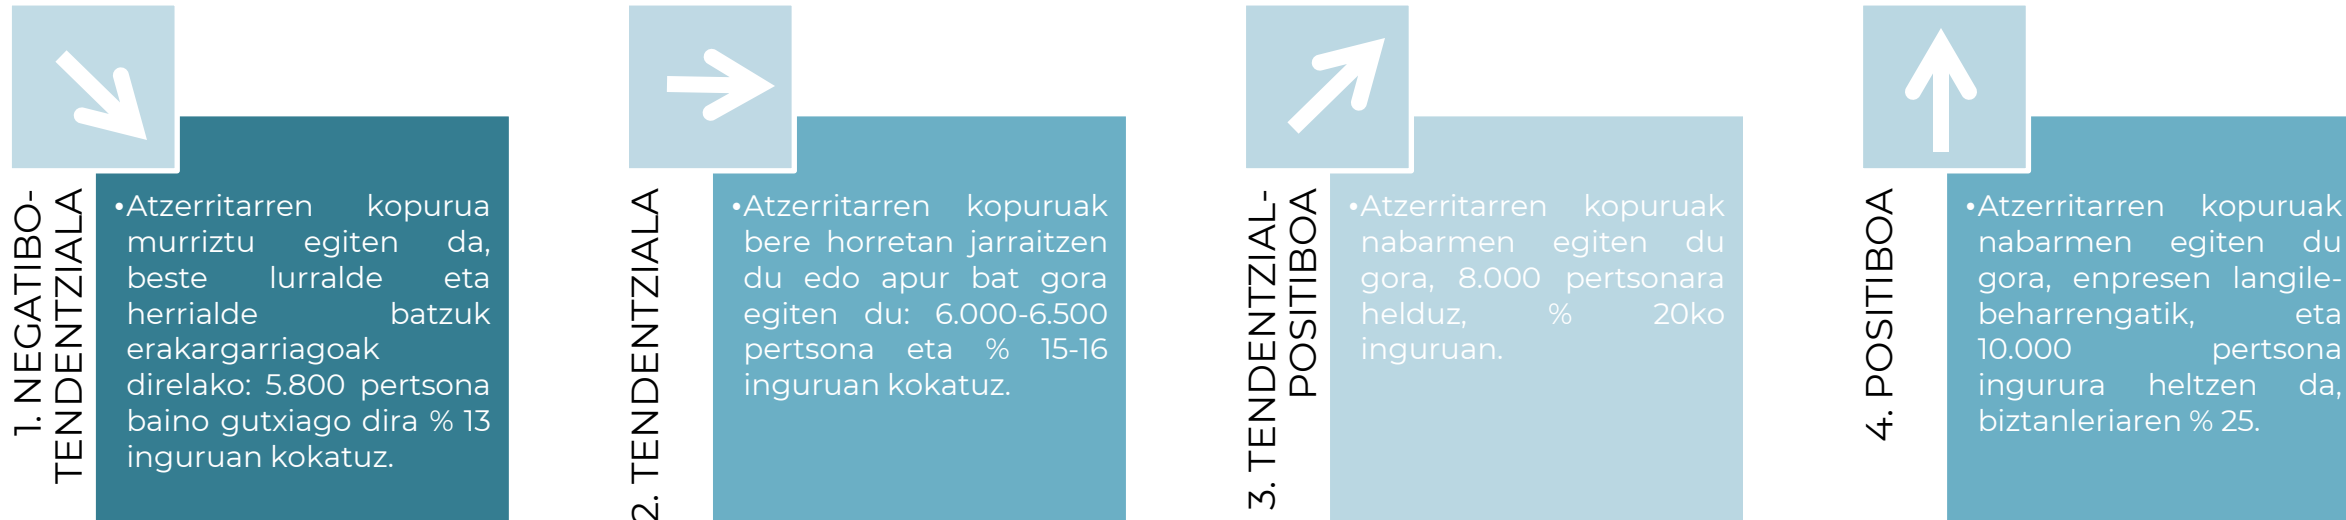 1. NEGATIBO-
TENDENTZIALA
•Atzerritarren kopurua
murriztu egiten da,
beste lurralde eta
herrialde batzuk
erakargarriagoak
direlako: 5.800 pertsona
baino gutxiago dira % 13
inguruan kokatuz.
2. TENDENTZIALA
•Atzerritarren kopuruak
bere horretan jarraitzen
du edo apur bat gora
egiten du: 6.000-6.500
pertsona eta % 15-16
inguruan kokatuz.
3. TENDENTZIAL-
POSITIBOA
•Atzerritarren kopuruak
nabarmen egiten du
gora, 8.000 pertsonara
helduz, % 20ko
inguruan.
4. POSITIBOA
•Atzerritarren kopuruak
nabarmen egiten du
gora, enpresen langile-
beharrengatik, eta
10.000 pertsona
ingurura heltzen da,
biztanleriaren % 25.